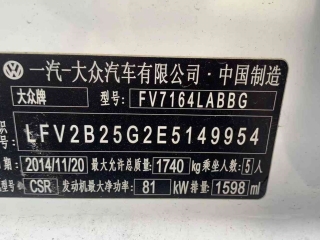 一汽-大众汽车有限公司·中国制造
大众牌 型号: FV7164LABBG
LFV2B25G2E5149954
2014/11/20 最大允许总质量 1740 kg 乘坐人数: 5人
CSR 发动机最大净功率: 81 kW 排量: 1598 ml